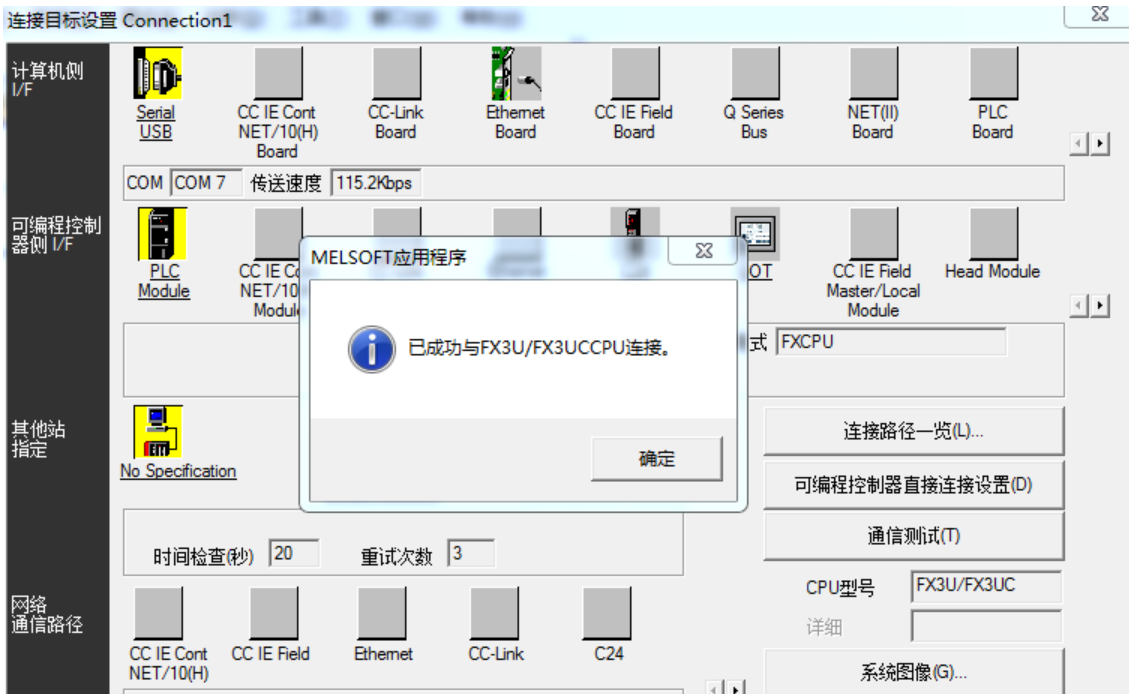 连接目标设置 Connection1
计算机侧
I/F
Serial
USB
CC IE Cont
NET/10(H)
Board
CC-Link
Board
Ethernet
Board
CC IE Field
Board
Q Series
Bus
NET(II)
Board
PLC
Board
COM COM 7 传送速度 115.2Kbps
可编程控制
器侧 I/F
PLC
Module
CC IE Co
NET/10
Modul
OT
CC IE Field
Master/Local
Module
Head Module
式 FXCPU
MELSOFT应用程序
已成功与FX3U/FX3UCCPU连接。
确定
其他站
指定
No Specification
连接路径一览(L)...
可编程控制器直接连接设置(D)
通信测试(T)
时间检查(秒) 20 重试次数 3
CPU型号 FX3U/FX3UC
详细
系统图像(G)...
网络
通信路径
CC IE Cont
NET/10(H)
CC IE Field
Ethernet
CC-Link
C24